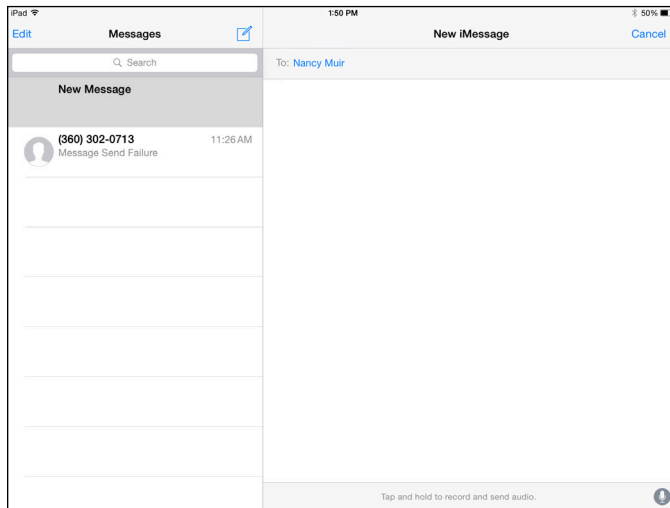 iPad 1:50 PM 50%
Edit Messages New iMessage Cancel
Search To: Nancy Muir
New Message
(360) 302-0713 11:26 AM
Message Send Failure
Tap and hold to record and send audio.